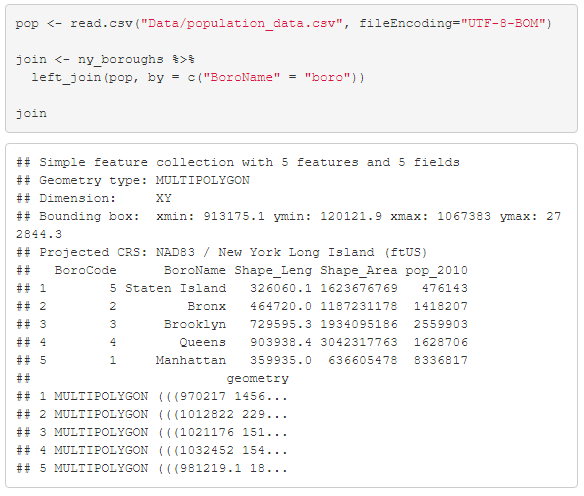 pop <- read.csv("Data/population_data.csv", fileEncoding="UTF-8-BOM")
join <- ny_boroughs %>%
  left_join(pop, by = c("BoroName" = "boro"))
join
## Simple feature collection with 5 features and 5 fields
## Geometry type: MULTIPOLYGON
## Dimension:     XY
## Bounding box:  xmin: 913175.1 ymin: 120121.9 xmax: 1067383 ymax: 27
2844.3
## Projected CRS: NAD83 / New York Long Island (ftUS)
##   BoroCode      BoroName Shape_Leng Shape_Area pop_2010
## 1        5 Staten Island   326060.1 1623676769   476143
## 2        2         Bronx   464720.0 1187231178  1418207
## 3        3      Brooklyn   729595.3 1934095186  2559903
## 4        4        Queens   903938.4 3042317763  1628706
## 5        1     Manhattan   359935.0  636605478  8336817
##                         geometry
## 1 MULTIPOLYGON (((970217 1456...
## 2 MULTIPOLYGON (((1012822 229...
## 3 MULTIPOLYGON (((1021176 151...
## 4 MULTIPOLYGON (((1032452 154...
## 5 MULTIPOLYGON (((981219.1 18...